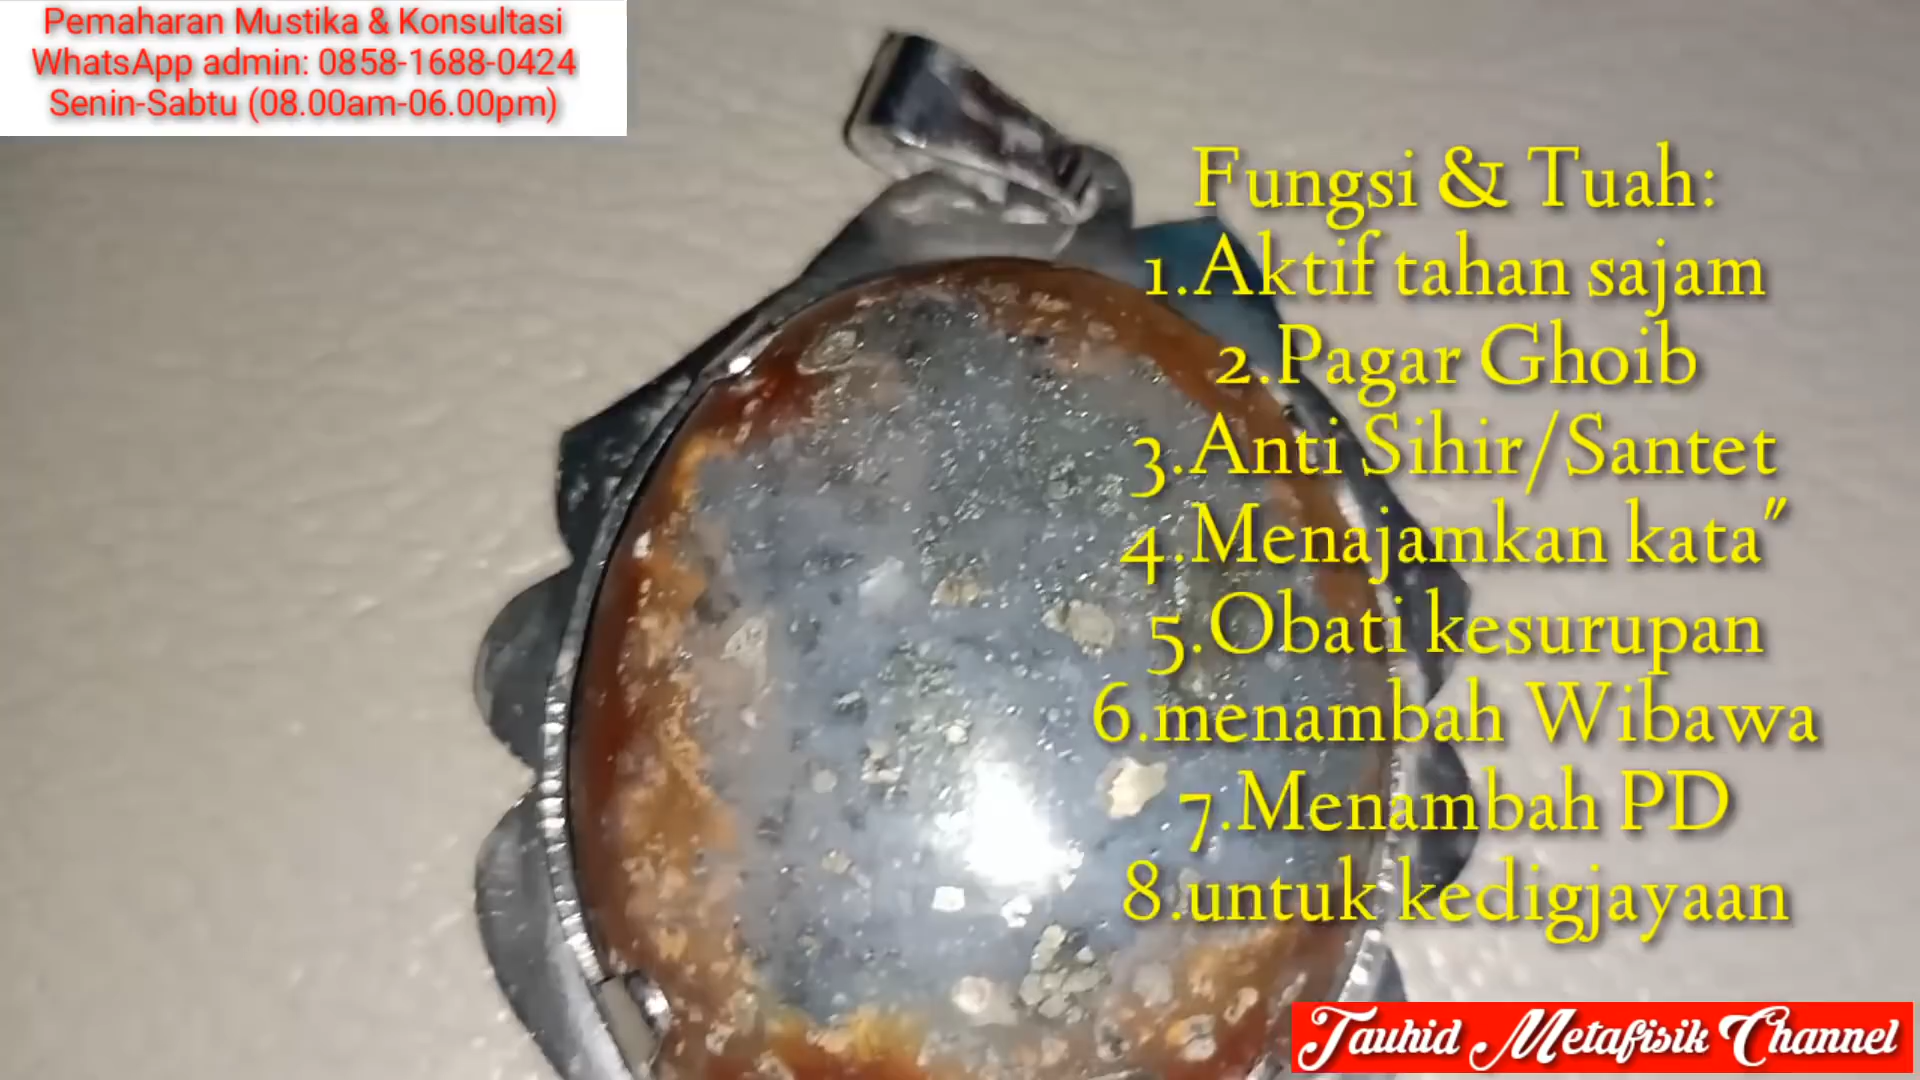 Pemaharan Mustika & Konsultasi
WhatsApp admin: 0858-1688-0424
Senin-Sabtu (08.00am-06.00pm)
Fungsi & Tuah:
1.Aktif tahan sajam
2.Pagar Ghoib
3.Anti Sihir/Santet
4.Menajamkan kata"
5.Obati kesurupan
6.menambah Wibawa
7.Menambah PD
8.untuk kedigjayaan
Tauhid Metafisik Channel